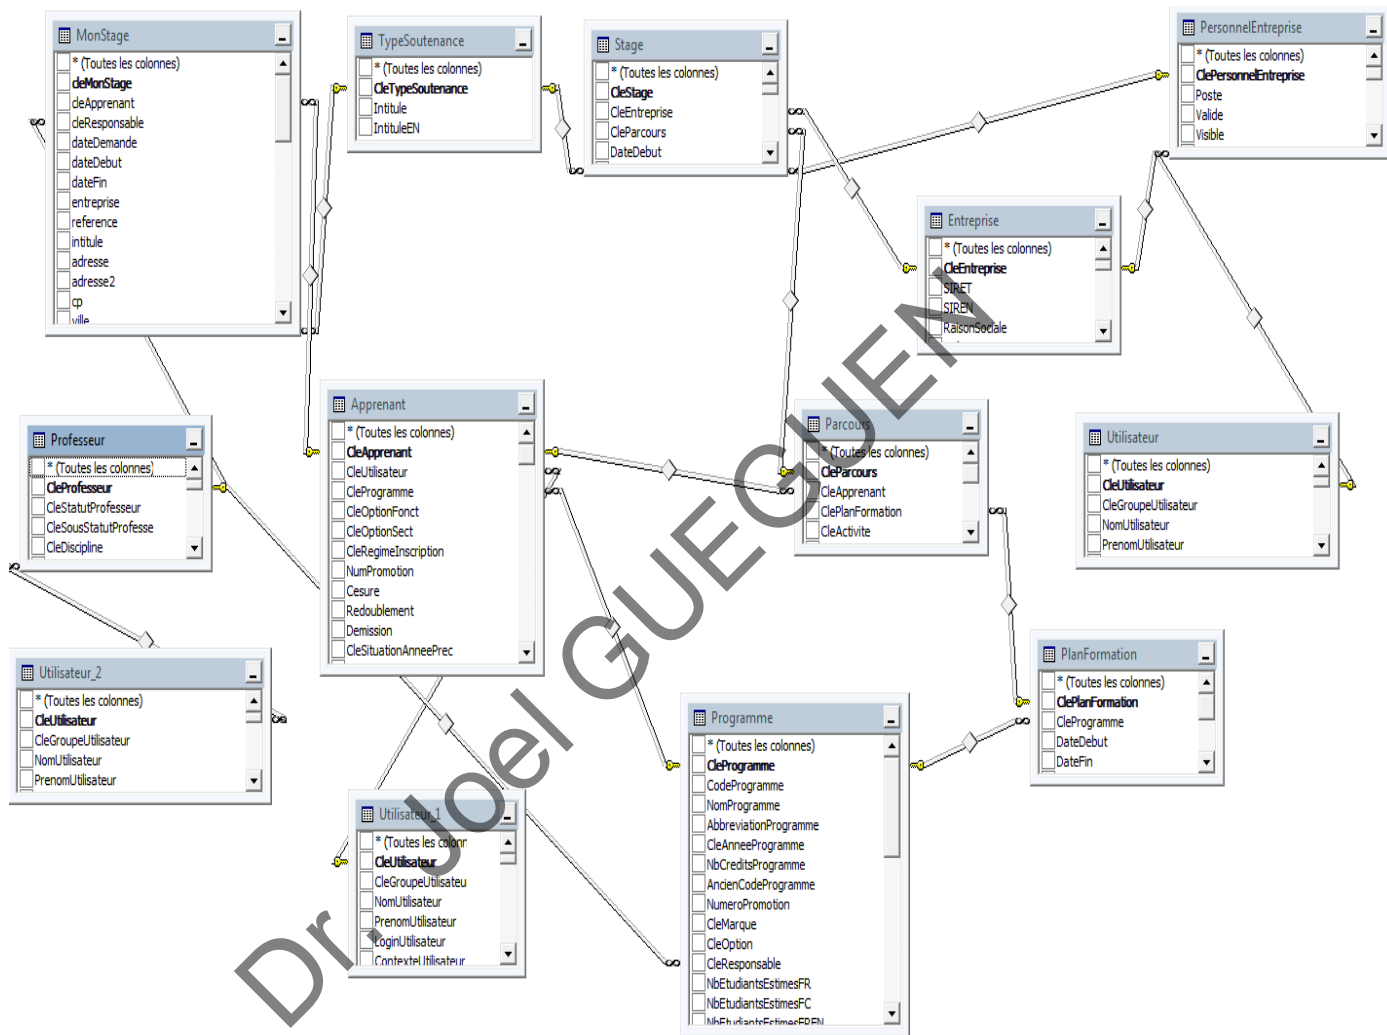 MonStage
* (Toutes les colonnes)
cleMonStage
cleApprenant
cleResponsable
dateDemande
dateDebut
dateFin
entreprise
reference
intitule
adresse
adresse2
cp
ville
TypeSoutenance
* (Toutes les colonnes)
CleTypeSoutenance
Intitule
IntituleEN
Stage
* (Toutes les colonnes)
CleStage
CleEntreprise
CleParcours
DateDebut
PersonnelEntreprise
* (Toutes les colonnes)
ClePersonnelEntreprise
Poste
Valide
Visible
Entreprise
* (Toutes les colonnes)
CleEntreprise
SIRET
SIREN
RaisonSociale
Professeur
* (Toutes les colonnes)
CleProfesseur
CleStatutProfesseur
CleSousStatutProfesse
CleDiscipline
Apprenant
* (Toutes les colonnes)
CleApprenant
CleUtilisateur
CleProgramme
CleOptionFonct
CleOptionSect
CleRegimeInscription
NumPromotion
Cesure
Redoublement
Demission
CleSituationAnneePrec
Parcours
* (Toutes les colonnes)
CleParcours
CleApprenant
ClePlanFormation
CleActivite
Utilisateur
* (Toutes les colonnes)
CleUtilisateur
CleGroupeUtilisateur
NomUtilisateur
PrenomUtilisateur
Utilisateur_2
* (Toutes les colonnes)
CleUtilisateur
CleGroupeUtilisateur
NomUtilisateur
PrenomUtilisateur
Utilisateur_1
* (Toutes les colonn
CleUtilisateur
CleGroupeUtilisateu
NomUtilisateur
PrenomUtilisateur
LoginUtilisateur
ContexteUtilisateur
Programme
* (Toutes les colonnes)
CleProgramme
CodeProgramme
NomProgramme
AbbreviationProgramme
CleAnneeProgramme
NbCreditsProgramme
AncienCodeProgramme
NumeroPromotion
CleMarque
CleOption
CleResponsable
NbEtudiantsEstimesFR
NbEtudiantsEstimesFC
NbEtudiantsEstimesFREN
PlanFormation
* (Toutes les colonnes)
ClePlanFormation
CleProgramme
DateDebut
DateFin
Dr. Joel GUEGUEN